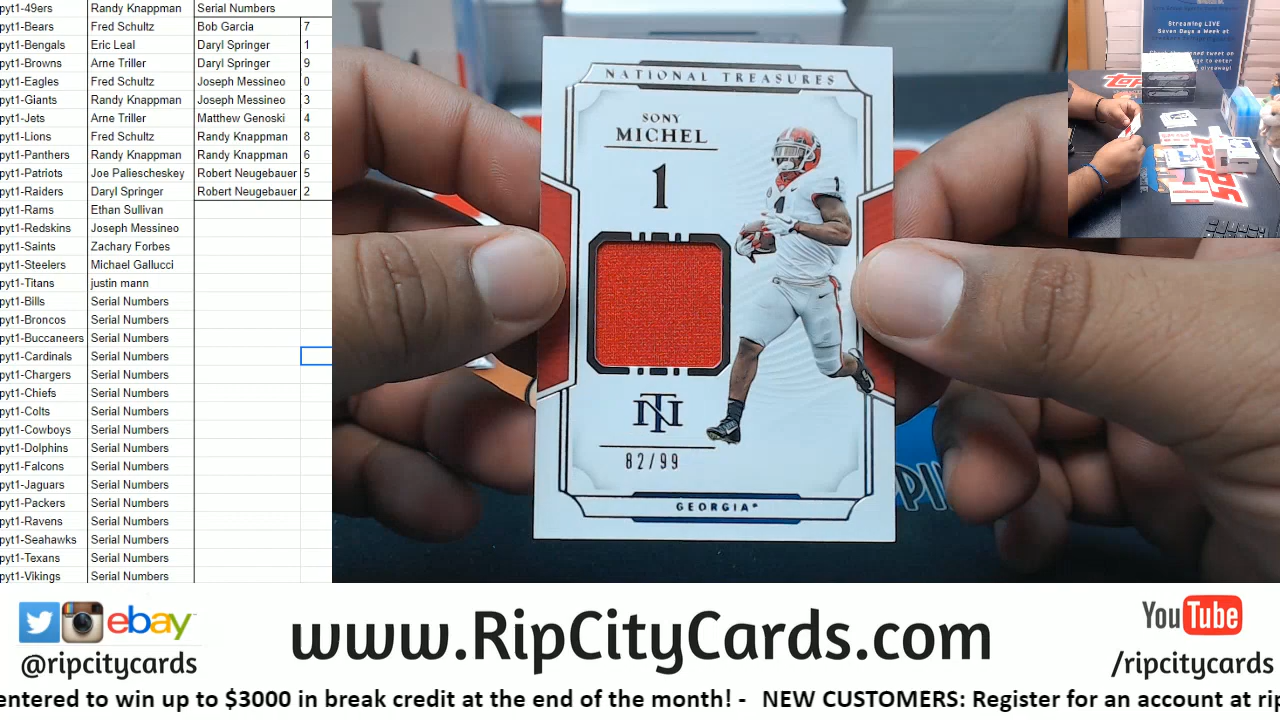 pyt1-49ers Randy Knappman Serial Numbers
pyt1-Bears Fred Schultz Bob Garcia 7
pyt1-Bengals Eric Leal Daryl Springer 1
pyt1-Browns Arne Triller Daryl Springer 9
pyt1-Eagles Fred Schultz Joseph Messineo 0
pyt1-Giants Randy Knappman Joseph Messineo 3
pyt1-Jets Arne Triller Matthew Genoski 4
pyt1-Lions Fred Schultz Randy Knappman 8
pyt1-Panthers Randy Knappman Randy Knappman 6
pyt1-Patriots Joe Paliescheskey Robert Neugebauer 5
pyt1-Raiders Daryl Springer Robert Neugebauer 2
pyt1-Rams Ethan Sullivan
pyt1-Redskins Joseph Messineo
pyt1-Saints Zachary Forbes
pyt1-Steelers Michael Gallucci
pyt1-Titans justin mann
pyt1-Bills Serial Numbers
pyt1-Broncos Serial Numbers
pyt1-Buccaneers Serial Numbers
pyt1-Cardinals Serial Numbers
pyt1-Chargers Serial Numbers
pyt1-Chiefs Serial Numbers
pyt1-Colts Serial Numbers
pyt1-Cowboys Serial Numbers
pyt1-Dolphins Serial Numbers
pyt1-Falcons Serial Numbers
pyt1-Jaguars Serial Numbers
pyt1-Packers Serial Numbers
pyt1-Ravens Serial Numbers
pyt1-Seahawks Serial Numbers
pyt1-Texans Serial Numbers
pyt1-Vikings Serial Numbers
NATIONAL TREASURES
SONY
MICHEL
1
1
NT
82/99
GEORGIA*
PI
Streaming LIVE
Seven Days a Week at
topps
ebay
@ripcitycards
www.RipCityCards.com
YouTube
/ripcitycards
entered to win up to $3000 in break credit at the end of the month! - NEW CUSTOMERS: Register for an account at rip